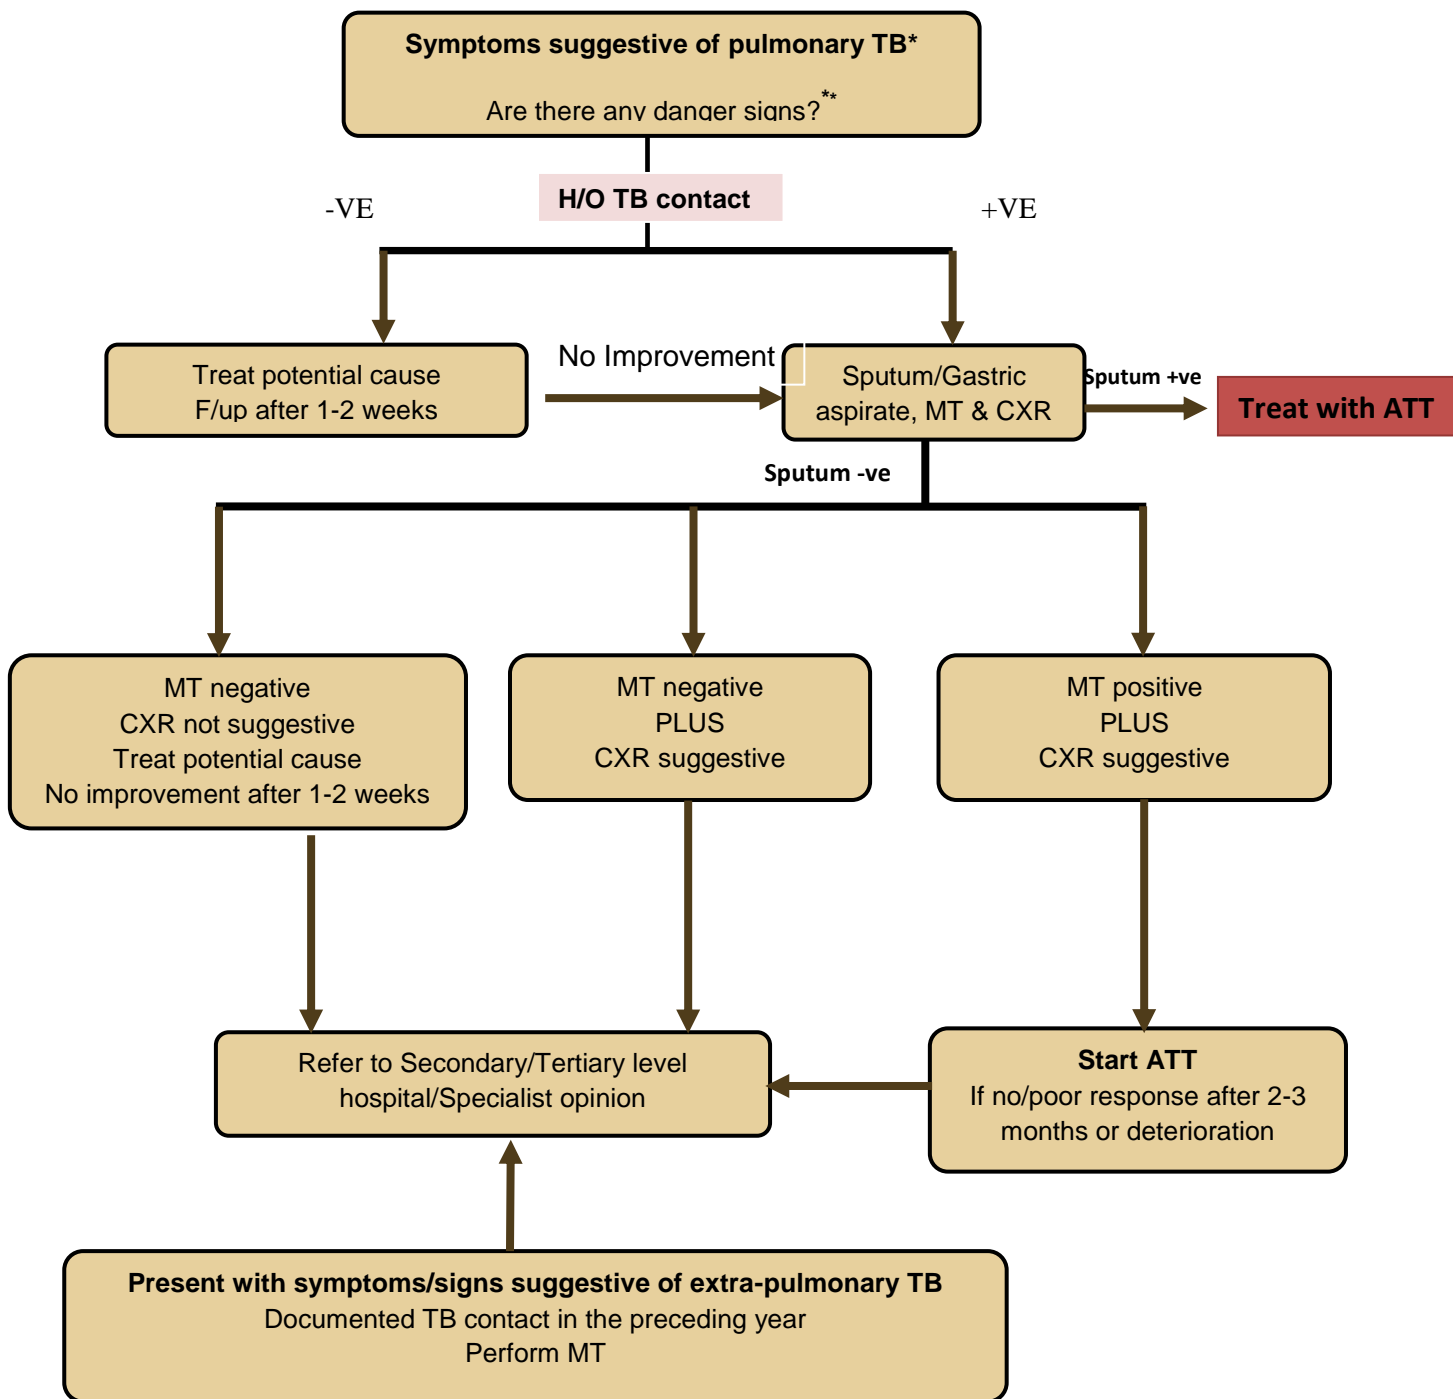 Symptoms suggestive of pulmonary TB*
Are there any danger signs?**
H/O TB contact
-VE
+VE
Treat potential cause
F/up after 1-2 weeks
No Improvement
Sputum/Gastric
aspirate, MT & CXR
Sputum +ve
Treat with ATT
Sputum -ve
MT negative
CXR not suggestive
Treat potential cause
No improvement after 1-2 weeks
MT negative
PLUS
CXR suggestive
MT positive
PLUS
CXR suggestive
Refer to Secondary/Tertiary level
hospital/Specialist opinion
Start ATT
If no/poor response after 2-3
months or deterioration
Present with symptoms/signs suggestive of extra-pulmonary TB
Documented TB contact in the preceding year
Perform MT